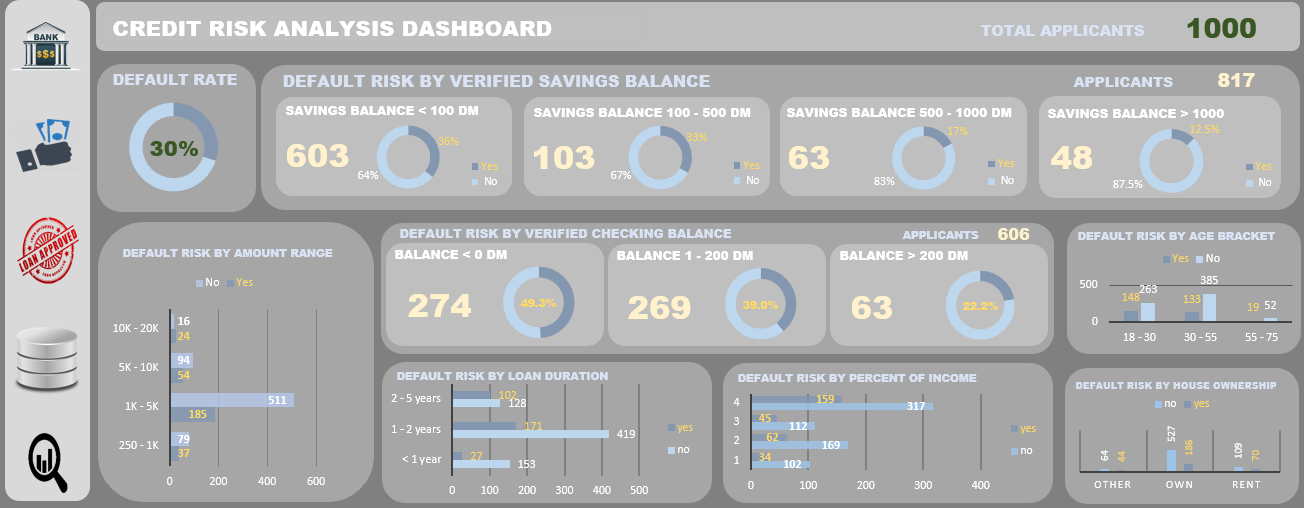 BANK
$$$
CREDIT RISK ANALYSIS DASHBOARD
TOTAL APPLICANTS 1000
DEFAULT RATE
30%
DEFAULT RISK BY VERIFIED SAVINGS BALANCE
APPLICANTS 817
SAVINGS BALANCE < 100 DM
603
36%
64%
Yes
No
SAVINGS BALANCE 100 - 500 DM
103
33%
67%
Yes
No
SAVINGS BALANCE 500 - 1000 DM
63
17%
83%
Yes
No
SAVINGS BALANCE > 1000
48
12.5%
87.5%
Yes
No
LOAN APPROVED
DEFAULT RISK BY AMOUNT RANGE
No Yes
10K - 20K 16
24
5K - 10K 94
54
1K - 5K 511
185
250 - 1K 79
37
0 200 400 600
DEFAULT RISK BY VERIFIED CHECKING BALANCE
APPLICANTS 606
BALANCE < 0 DM
274
49.3%
BALANCE 1 - 200 DM
269
39.0%
BALANCE > 200 DM
63
22.2%
DEFAULT RISK BY AGE BRACKET
Yes No
500
0
148 263
133 385
19 52
18 - 30 30 - 55 55 - 75
DEFAULT RISK BY LOAN DURATION
2 - 5 years 102
128
1 - 2 years 171
419
< 1 year 27
153
yes
no
0 100 200 300 400 500
DEFAULT RISK BY PERCENT OF INCOME
4 159
317
3 45
112
2 62
169
1 34
102
yes
no
0 100 200 300 400
DEFAULT RISK BY HOUSE OWNERSHIP
no yes
64 44 527 186 109 70
OTHER OWN RENT